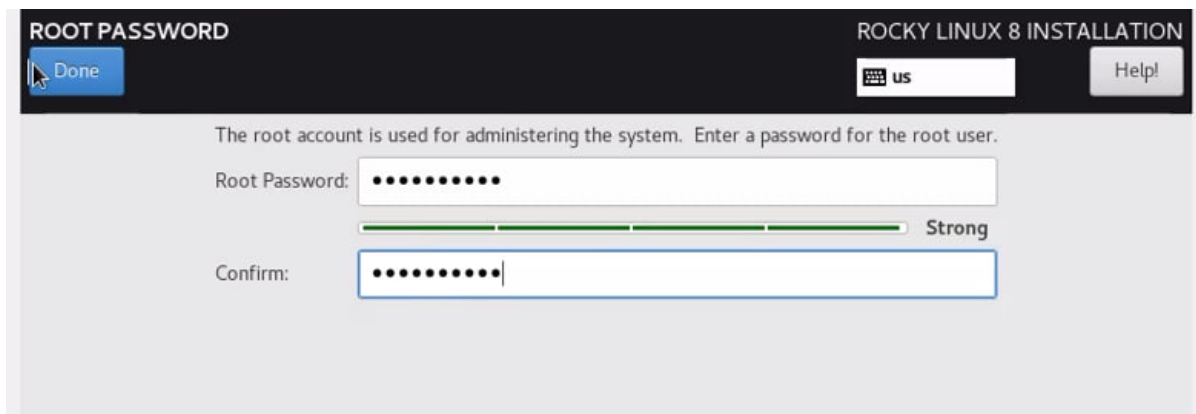 ROOT PASSWORD
ROCKY LINUX 8 INSTALLATION
Done
us
Help!
The root account is used for administering the system. Enter a password for the root user.
Root Password: ••••••••••
Strong
Confirm: ••••••••••